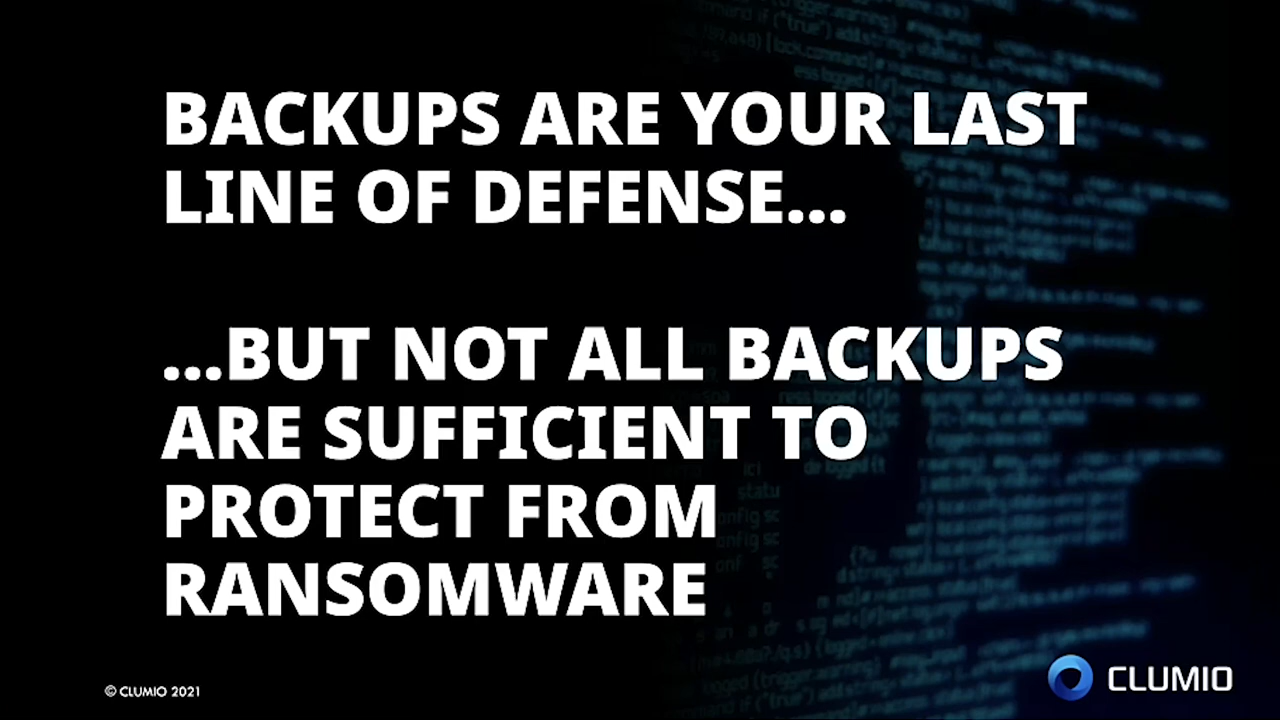 BACKUPS ARE YOUR LAST
LINE OF DEFENSE...
...BUT NOT ALL BACKUPS
ARE SUFFICIENT TO
PROTECT FROM
RANSOMWARE
© CLUMIO 2021
CLUMIO